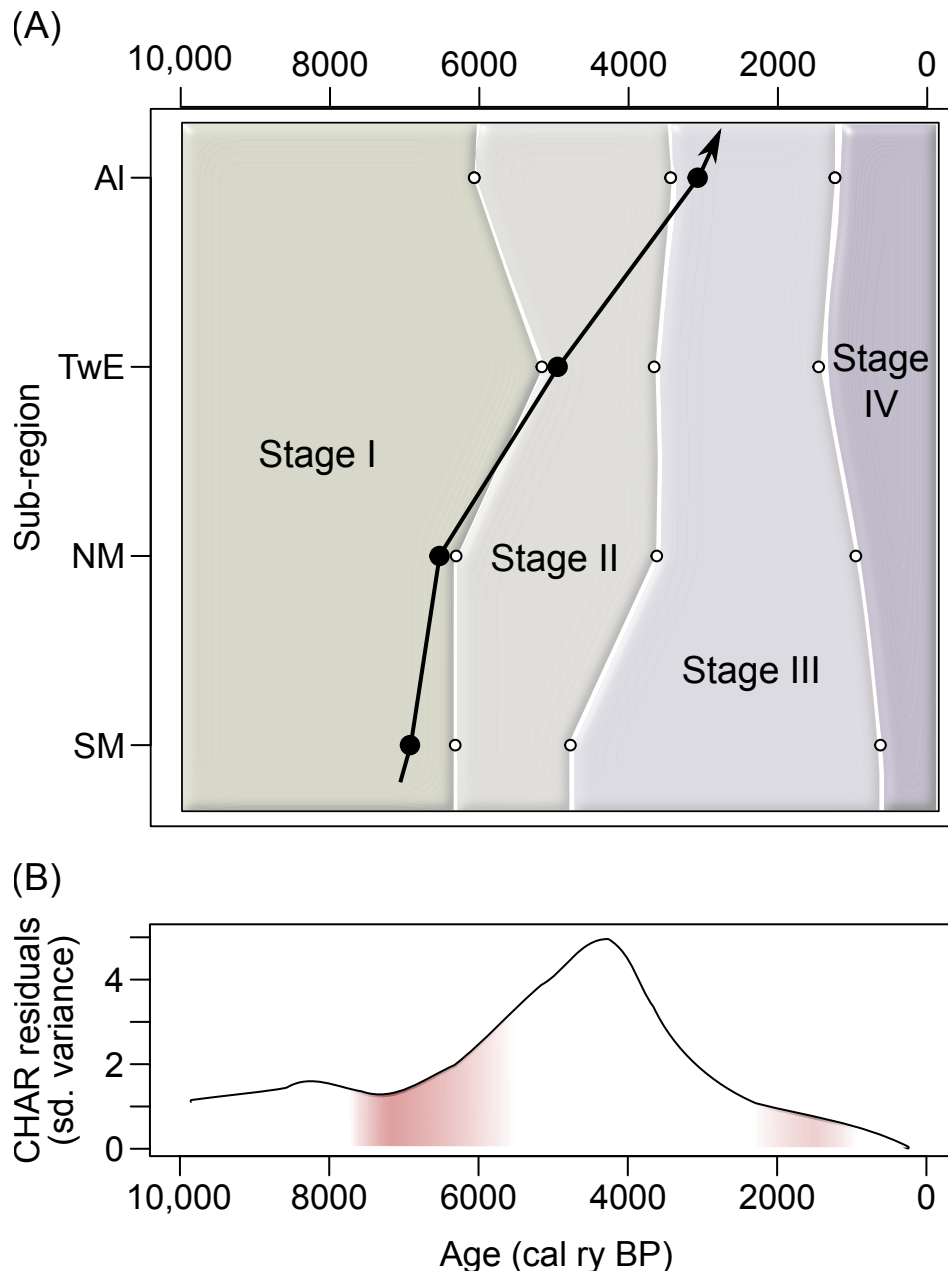 (A)
10,000 8000 6000 4000 2000 0
AI
TwE
NM
SM
Sub-region
Stage I
Stage II
Stage III
Stage
IV
(B)
CHAR residuals
(sd. variance)
4
2
0
10,000 8000 6000 4000 2000 0
Age (cal ry BP)